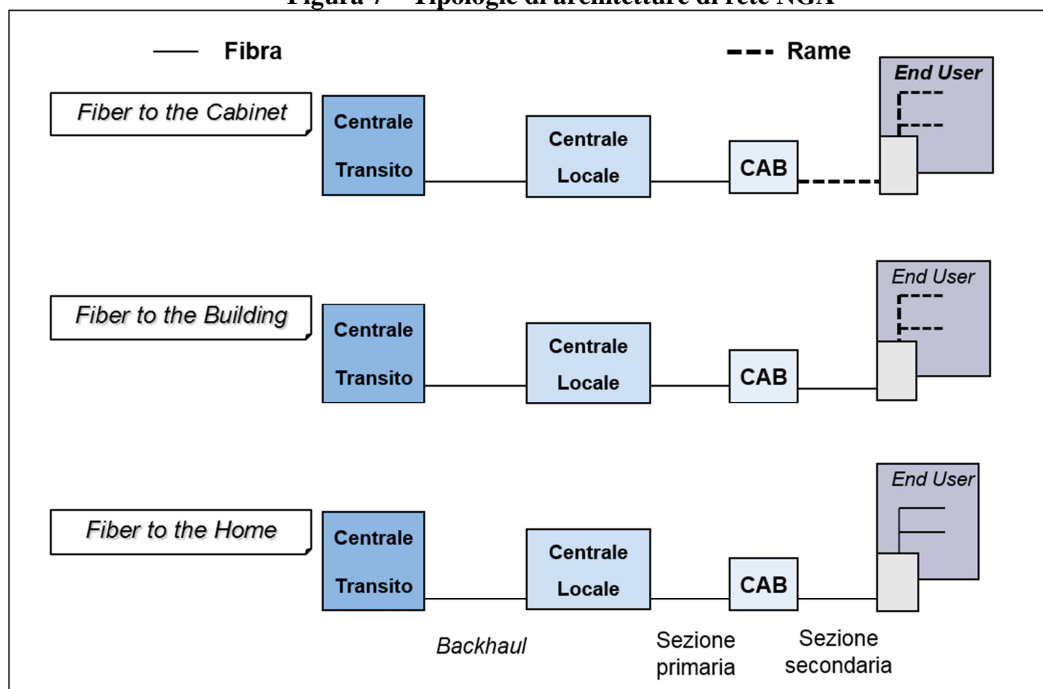 Figura 7 – Tipologie di architetture di rete NGA
Fibra
Rame
Fiber to the Cabinet
Centrale
Transito
Centrale
Locale
CAB
End User
Fiber to the Building
Centrale
Transito
Centrale
Locale
CAB
End User
Fiber to the Home
Centrale
Transito
Centrale
Locale
CAB
End User
Backhaul
Sezione
primaria
Sezione
secondaria